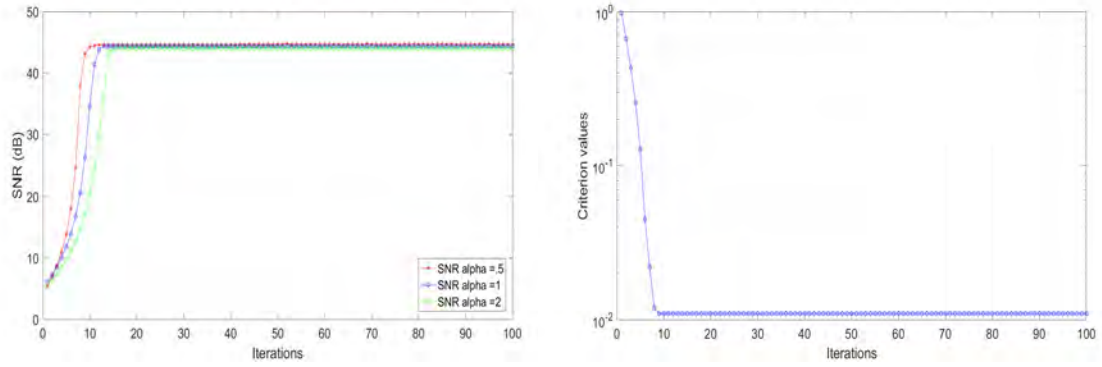 50
40
30
20
10
0
SNR (dB)
0 10 20 30 40 50 60 70 80 90 100
Iterations
SNR alpha =.5
SNR alpha =1
SNR alpha =2
10^0
10^-1
10^-2
Criterion values
0 10 20 30 40 50 60 70 80 90 100
Iterations